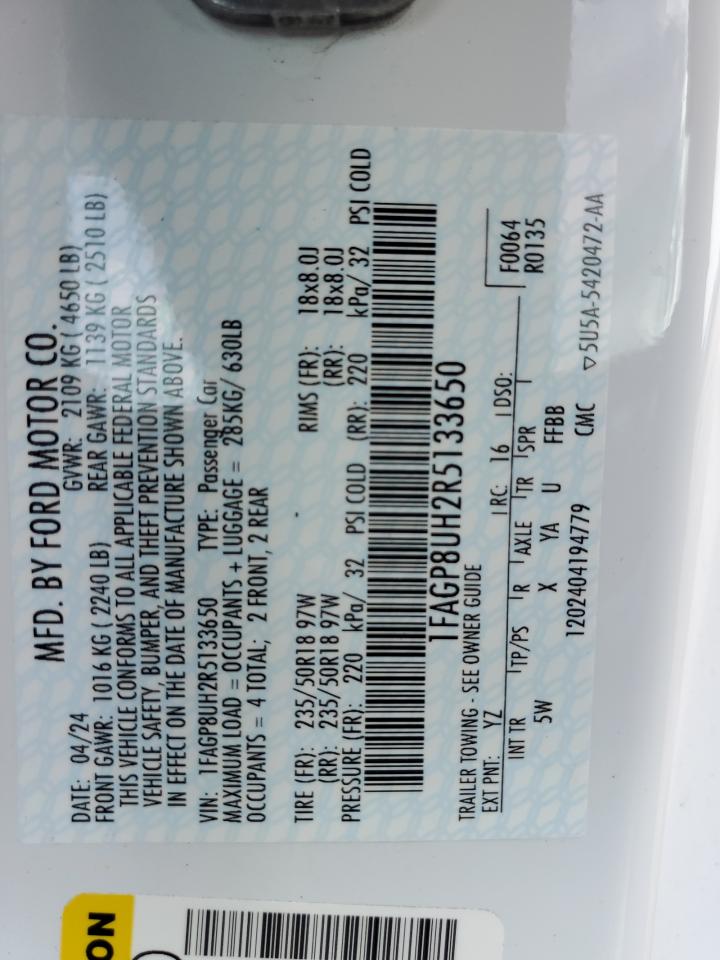 MFD. BY FORD MOTOR CO.
DATE: 04/24 GVWR: 2109 KG ( 4650 LB)
FRONT GAWR: 1016 KG ( 2240 LB) REAR GAWR: 1139 KG ( 2510 LB)
THIS VEHICLE CONFORMS TO ALL APPLICABLE FEDERAL MOTOR
VEHICLE SAFETY, BUMPER, AND THEFT PREVENTION STANDARDS
IN EFFECT ON THE DATE OF MANUFACTURE SHOWN ABOVE.
VIN: 1FAGP8UH2R5133650 TYPE: Passenger Car
MAXIMUM LOAD = OCCUPANTS + LUGGAGE = 285KG/ 630LB
OCCUPANTS = 4 TOTAL; 2 FRONT, 2 REAR
TIRE (FR): 235/50R18 97W RIMS (FR): 18x8.0J
(RR): 235/50R18 97W (RR): 18x8.0J
PRESSURE (FR): 220 kPa/ 32 PSI COLD (RR): 220 kPa/ 32 PSI COLD
1FAGP8UH2R5133650
TRAILER TOWING - SEE OWNER GUIDE
EXT PNT: YZ RC: 16 DSO: F0064
INT TR TP/PS R AXLE TR SPR R0135
5W X YA U FFBB
1202404194779 CMC ▽5U5A-5420472-AA
ON